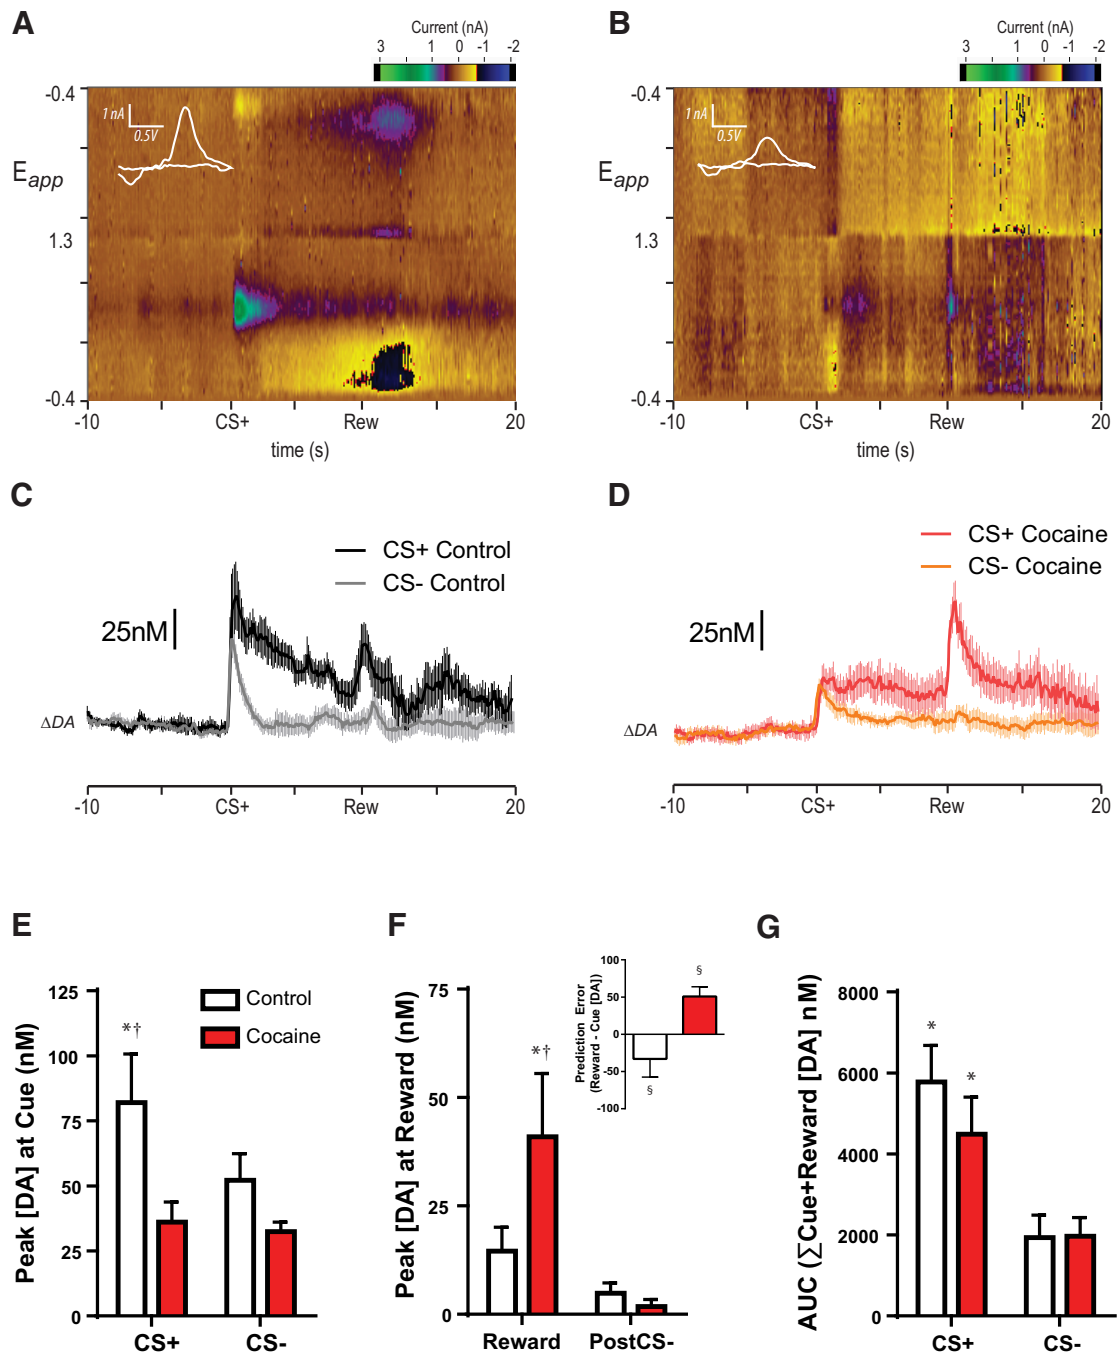 A
Current (nA)
3 1 0 -1 -2
-0.4
1 nA
0.5V
Eapp
1.3
-0.4
-10 CS+ Rew 20
time (s)
B
Current (nA)
3 1 0 -1 -2
-0.4
1 nA
0.5V
Eapp
1.3
-0.4
-10 CS+ Rew 20
time (s)
C
CS+ Control
CS- Control
25nM
ΔDA
-10 CS+ Rew 20
D
CS+ Cocaine
CS- Cocaine
25nM
ΔDA
-10 CS+ Rew 20
E
Peak [DA] at Cue (nM)
125
100
75
50
25
0
*†
Control
Cocaine
CS+ CS-
F
Peak [DA] at Reward (nM)
75
50
25
0
*†
Reward PostCS-
Prediction Error
(Reward - Cue [DA])
100
50
0
-50
-100
§
§
G
AUC (∑Cue+Reward [DA] nM)
8000
6000
4000
2000
0
*
*
CS+ CS-